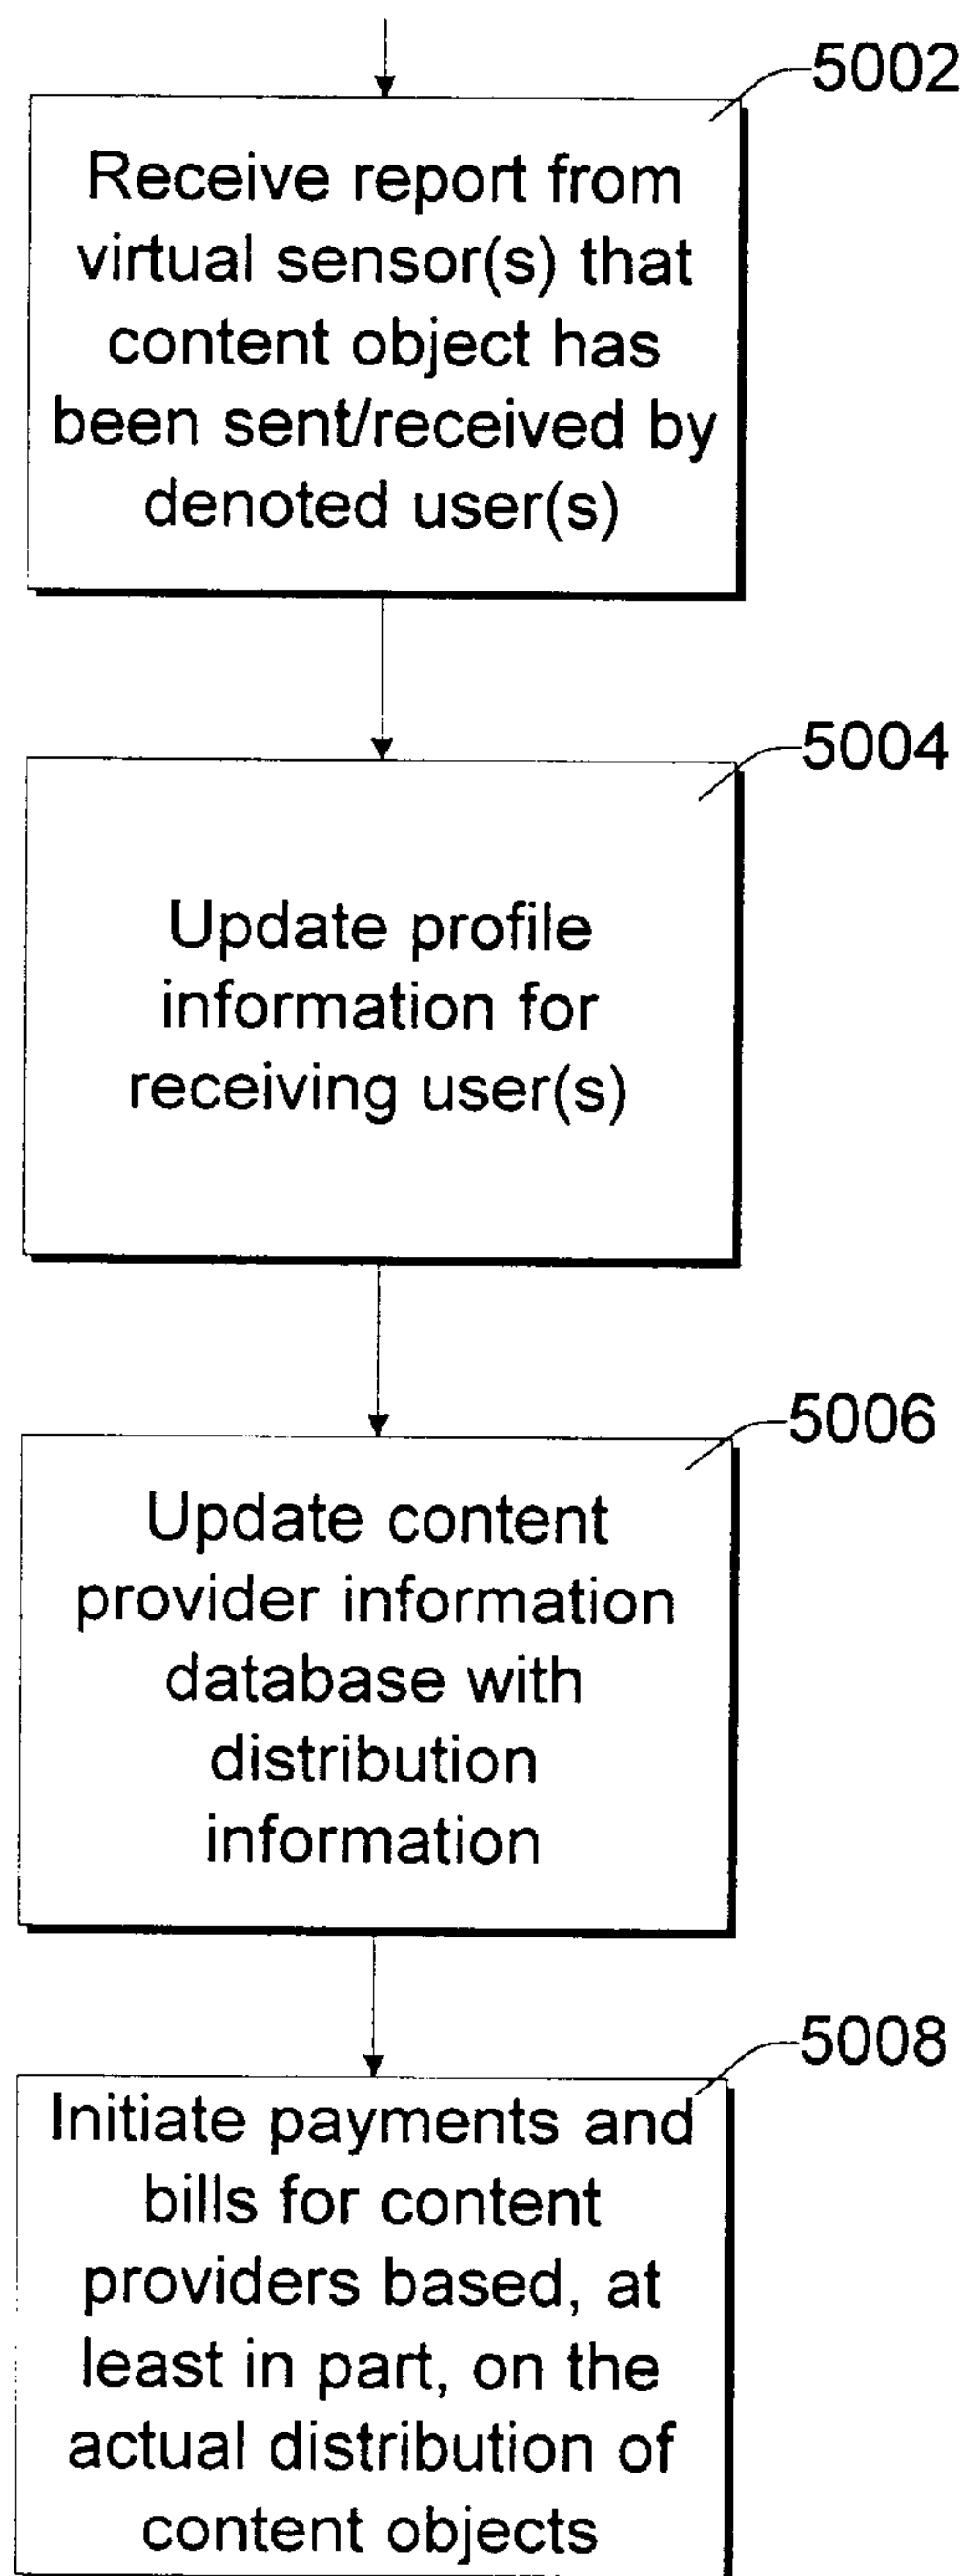 5002
Receive report from
virtual sensor(s) that
content object has
been sent/received by
denoted user(s)
5004
Update profile
information for
receiving user(s)
5006
Update content
provider information
database with
distribution
information
5008
Initiate payments and
bills for content
providers based, at
least in part, on the
actual distribution of
content objects